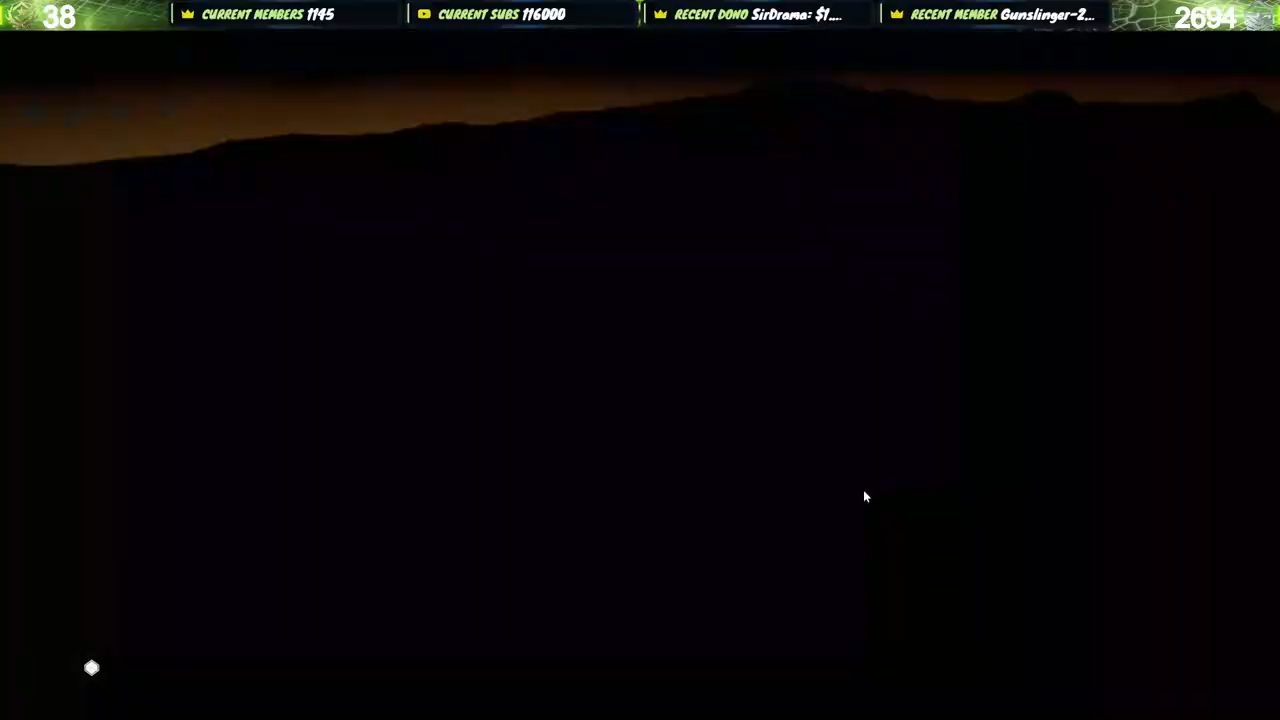 38
CURRENT MEMBERS 1145
CURRENT SUBS 116000
RECENT DONO SirDrama: $1....
RECENT MEMBER Gunslinger-2...
2694